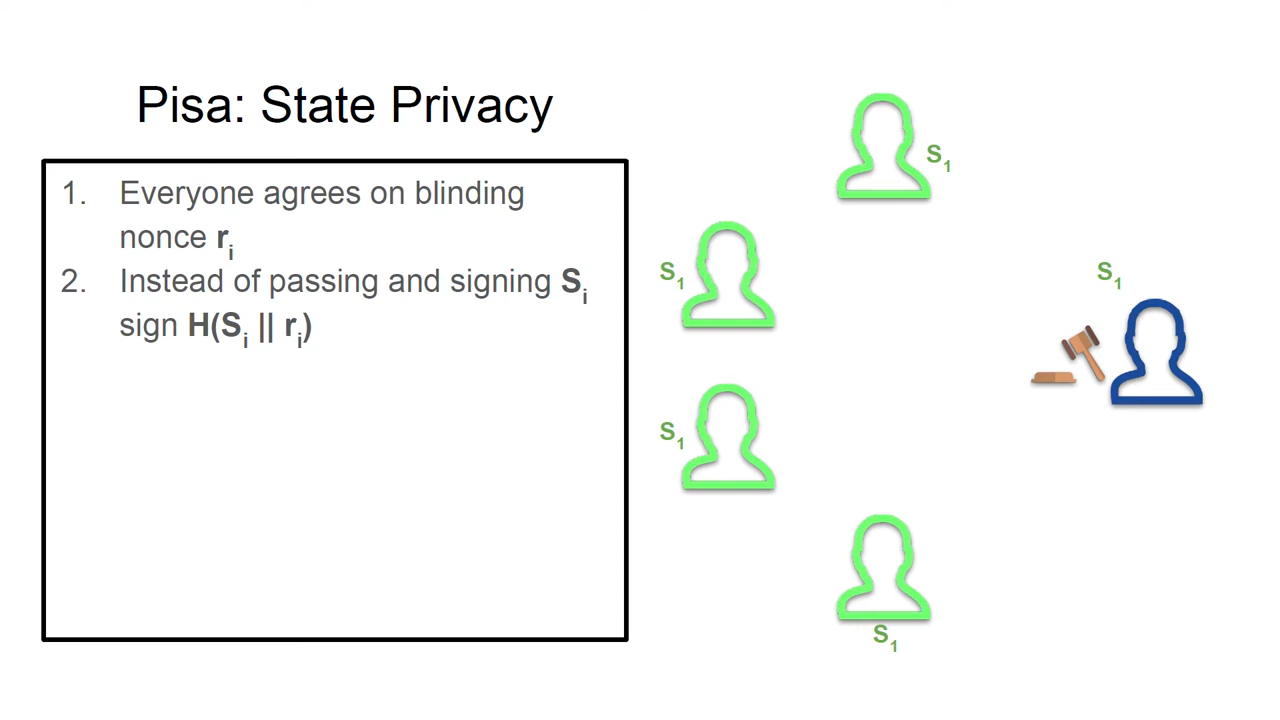 Pisa: State Privacy
1. Everyone agrees on blinding
nonce rᵢ
2. Instead of passing and signing Sᵢ
sign H(Sᵢ || rᵢ)
S₁
S₁
S₁
S₁
S₁